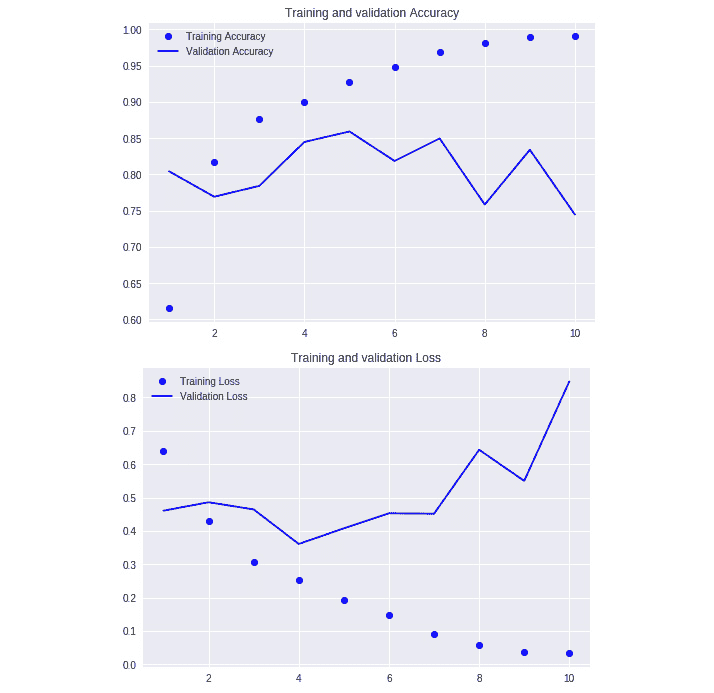 Training and validation Accuracy
1.00
Training Accuracy
Validation Accuracy
0.95
0.90
0.85
0.80
0.75
0.70
0.65
0.60
2 4 6 8 10
Training and validation Loss
Training Loss
Validation Loss
0.8
0.7
0.6
0.5
0.4
0.3
0.2
0.1
0.0
2 4 6 8 10